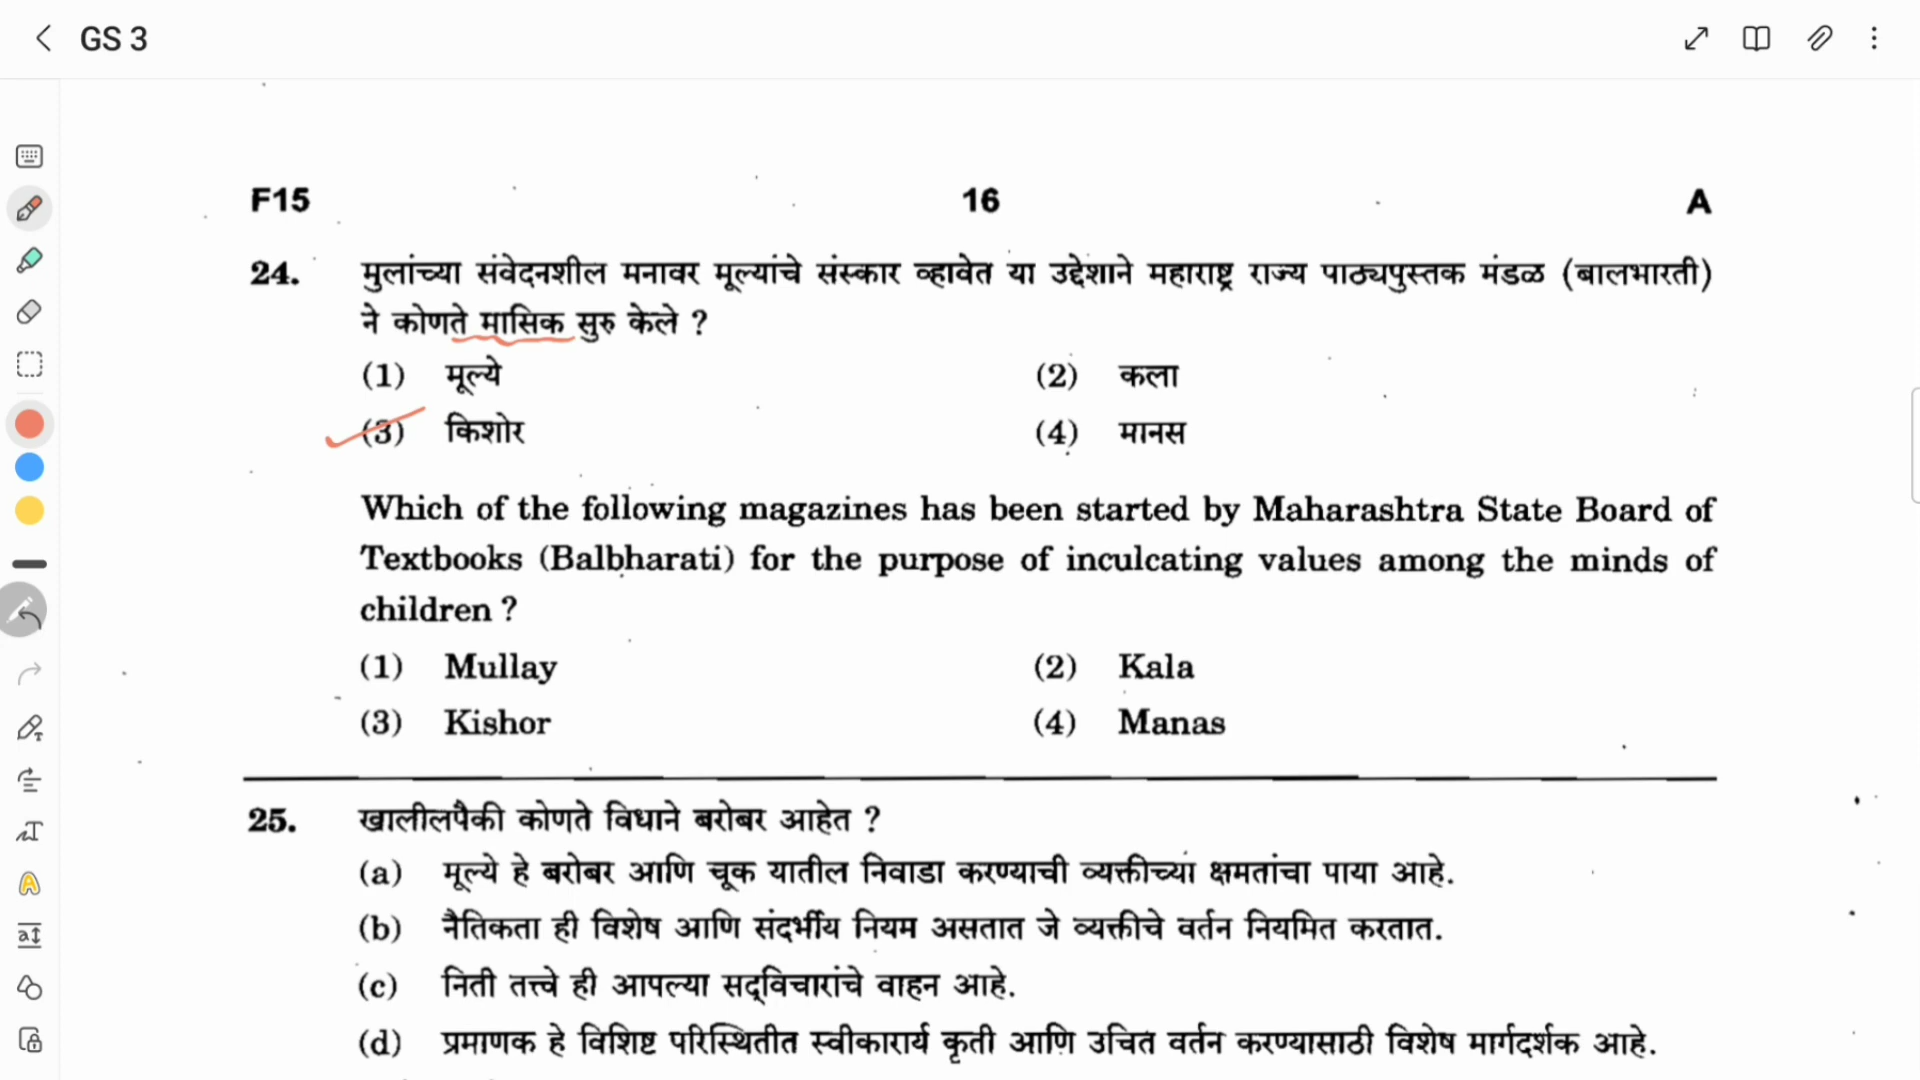 GS 3
F15 16 A
24. मुलांच्या संवेदनशील मनावर मूल्यांचे संस्कार व्हावेत या उद्देशाने महाराष्ट्र राज्य पाठ्यपुस्तक मंडळ (बालभारती)
ने कोणते मासिक सुरु केले ?
(1) मूल्ये (2) कला
(3) किशोर (4) मानस
Which of the following magazines has been started by Maharashtra State Board of
Textbooks (Balbharati) for the purpose of inculcating values among the minds of
children ?
(1) Mullay (2) Kala
(3) Kishor (4) Manas
25. खालीलपैकी कोणते विधाने बरोबर आहेत ?
(a) मूल्ये हे बरोबर आणि चूक यातील निवाडा करण्याची व्यक्तीच्या क्षमतांचा पाया आहे.
(b) नैतिकता ही विशेष आणि संदर्भीय नियम असतात जे व्यक्तीचे वर्तन नियमित करतात.
(c) निती तत्त्वे ही आपल्या सद्‌विचारांचे वाहन आहे.
(d) प्रमाणक हे विशिष्ट परिस्थितीत स्वीकारार्य कृती आणि उचित वर्तन करण्यासाठी विशेष मार्गदर्शक आहे.